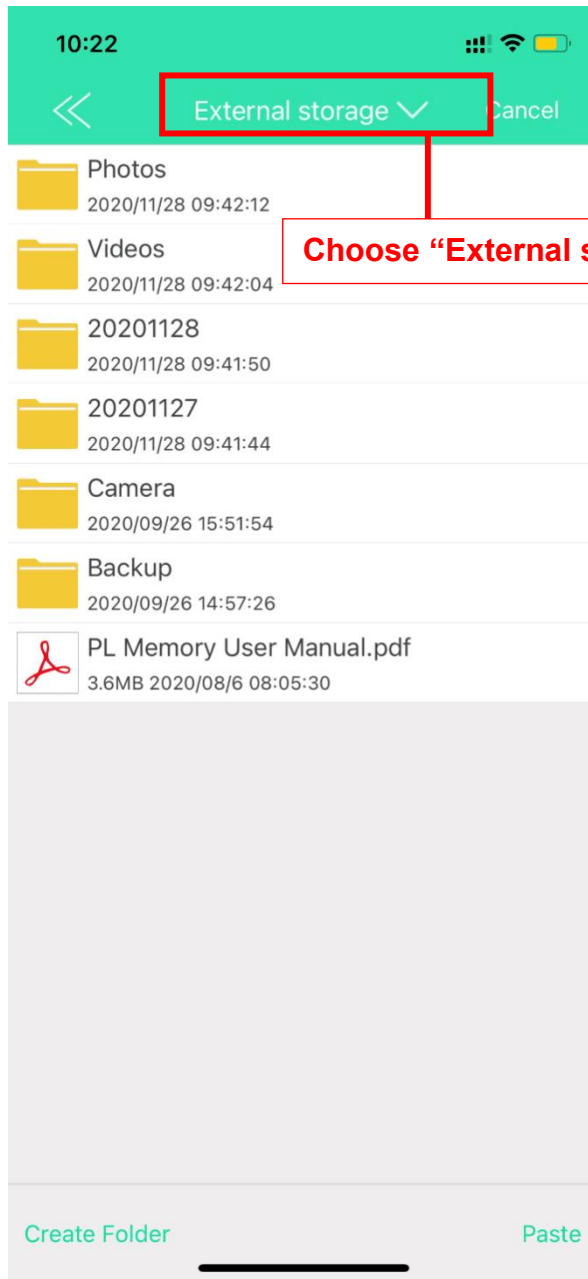 10:22
External storage
Cancel
Photos
2020/11/28 09:42:12
Videos
2020/11/28 09:42:04
Choose “External s
20201128
2020/11/28 09:41:50
20201127
2020/11/28 09:41:44
Camera
2020/09/26 15:51:54
Backup
2020/09/26 14:57:26
PL Memory User Manual.pdf
3.6MB 2020/08/6 08:05:30
Create Folder
Paste